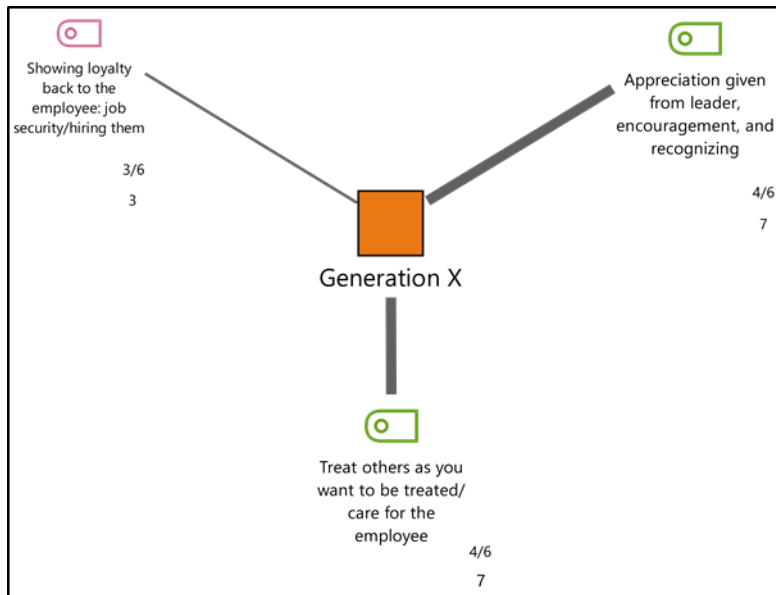 Showing loyalty
back to the
employee: job
security/hiring them
3/6
3
Appreciation given
from leader,
encouragement, and
recognizing
4/6
7
Generation X
Treat others as you
want to be treated/
care for the
employee
4/6
7